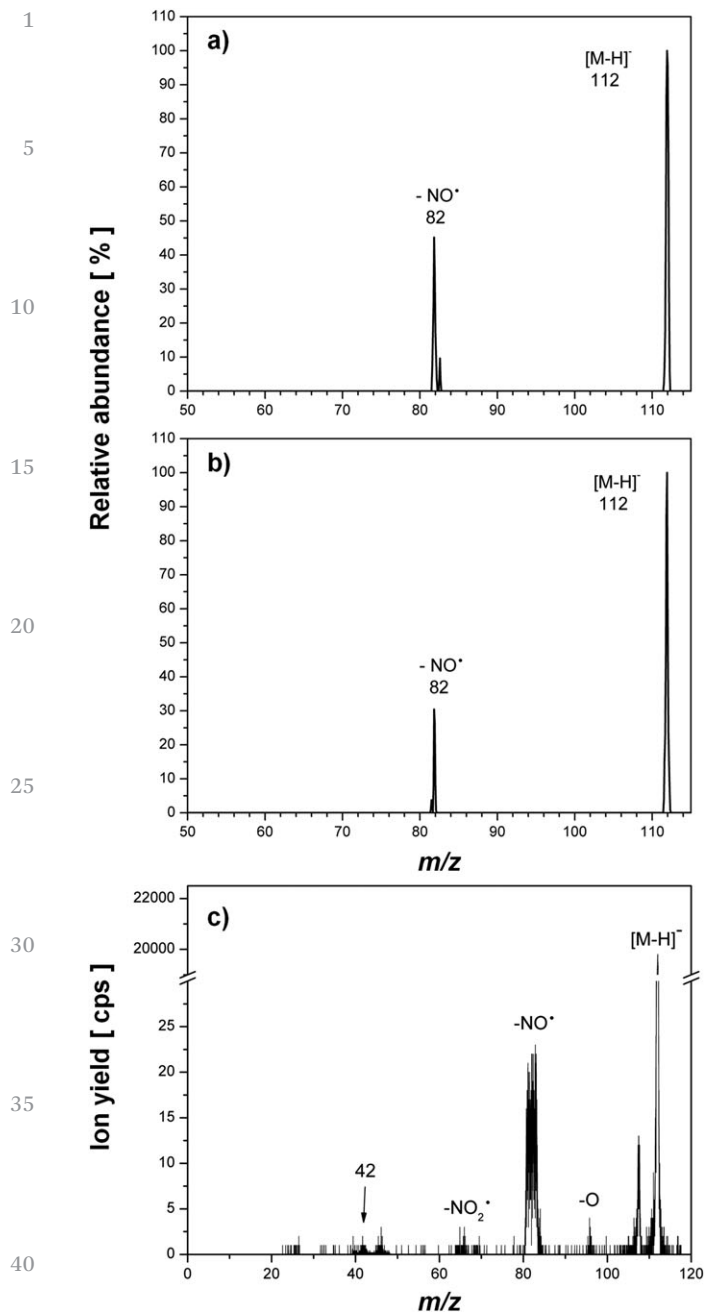 1
5
10
15
20
25
30
35
40
Relative abundance [ % ]
a)
110
100
90
80
70
60
50
40
30
20
10
0
[M-H]⁻
112
- NO•
82
50 60 70 80 90 100 110
b)
110
100
90
80
70
60
50
40
30
20
10
0
[M-H]⁻
112
- NO•
82
50 60 70 80 90 100 110
m/z
Ion yield [ cps ]
c)
22000
20000
25
20
15
10
5
0
[M-H]⁻
-NO•
42
-NO₂•
-O
0 20 40 60 80 100 120
m/z